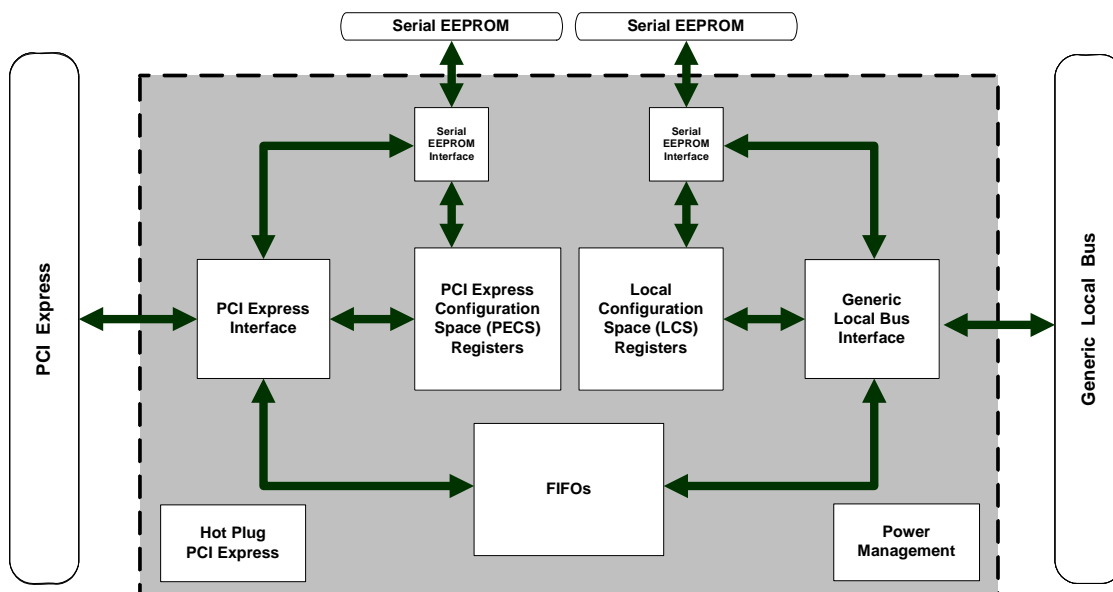 Serial EEPROM
Serial EEPROM
PCI Express
Serial
EEPROM
Interface
Serial
EEPROM
Interface
PCI Express
Interface
PCI Express
Configuration
Space (PECS)
Registers
Local
Configuration
Space (LCS)
Registers
Generic
Local Bus
Interface
Generic Local Bus
FIFOs
Hot Plug
PCI Express
Power
Management